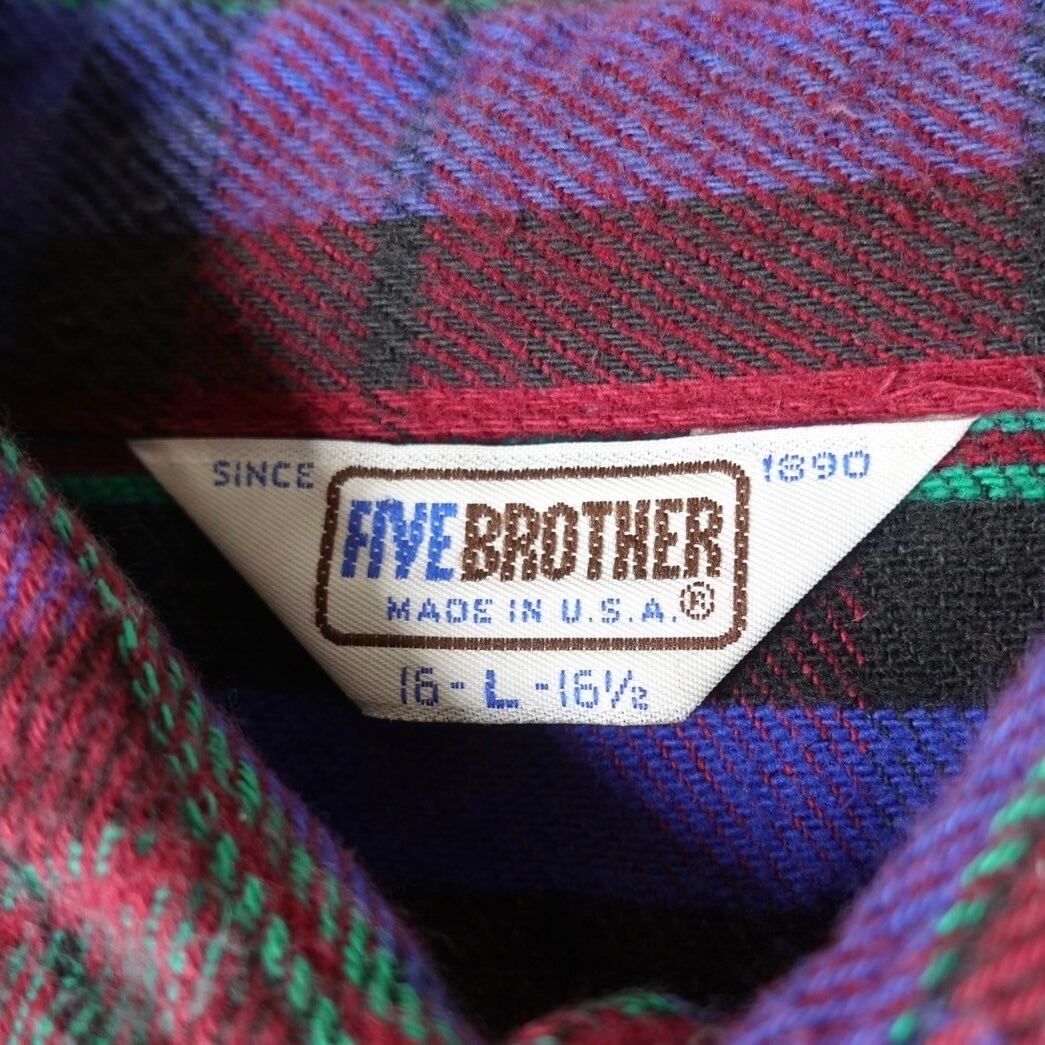 SINCE 1890
FIVE BROTHER
MADE IN U.S.A.®
16-L-16½